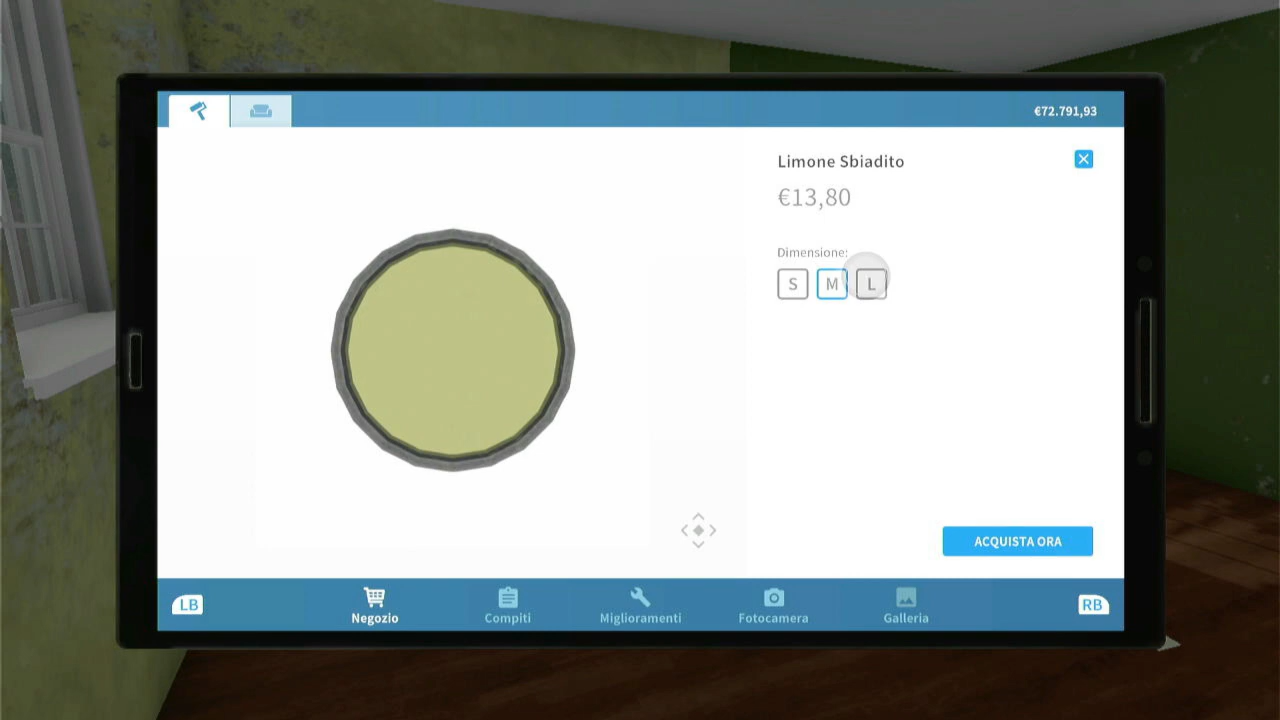 €72.791,93
Limone Sbiadito
€13,80
Dimensione:
S M L
ACQUISTA ORA
LB Negozio Compiti Miglioramenti Fotocamera Galleria RB